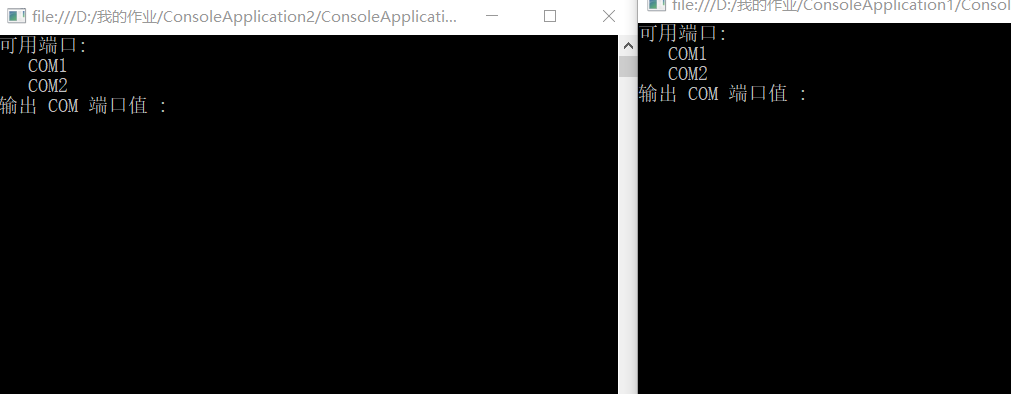 file:///D:/我的作业/ConsoleApplication2/ConsoleApplicati...
可用端口:
COM1
COM2
输出 COM 端口值 :
file:///D:/我的作业/ConsoleApplication1/Consol
可用端口:
COM1
COM2
输出 COM 端口值 :